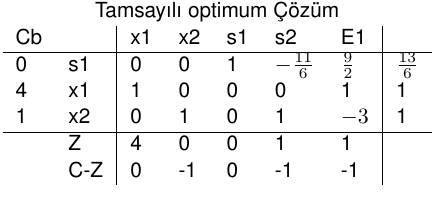 Tamsayılı optimum Çözüm
Cb x1 x2 s1 s2 E1
0 s1 0 0 1 −11/6 9/2 13/6
4 x1 1 0 0 0 1 1
1 x2 0 1 0 1 −3 1
Z 4 0 0 1 1
C-Z 0 -1 0 -1 -1